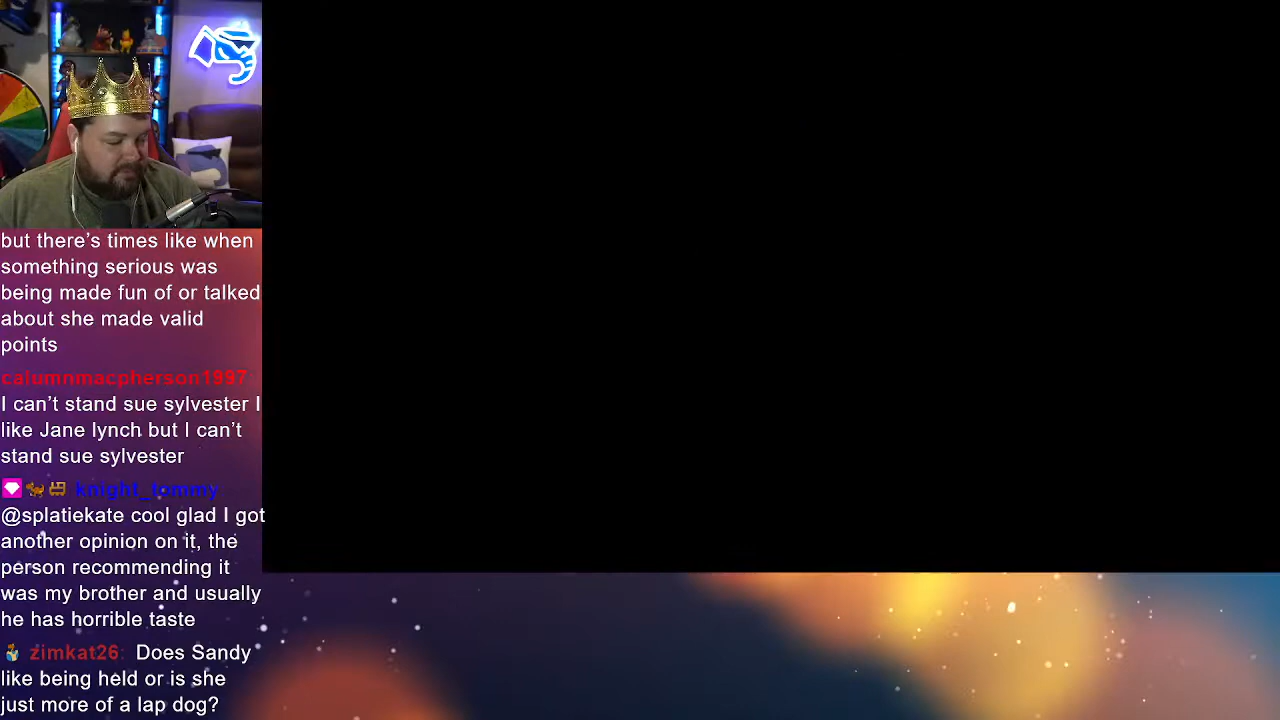 but there's times like when
something serious was
being made fun of or talked
about she made valid
points
calumnmacpherson1997
I can't stand sue sylvester I
like Jane lynch but I can't
stand sue sylvester
knight_tommy
@splatiekate cool glad I got
another opinion on it, the
person recommending it
was my brother and usually
he has horrible taste
zimkat26: Does Sandy
like being held or is she
just more of a lap dog?